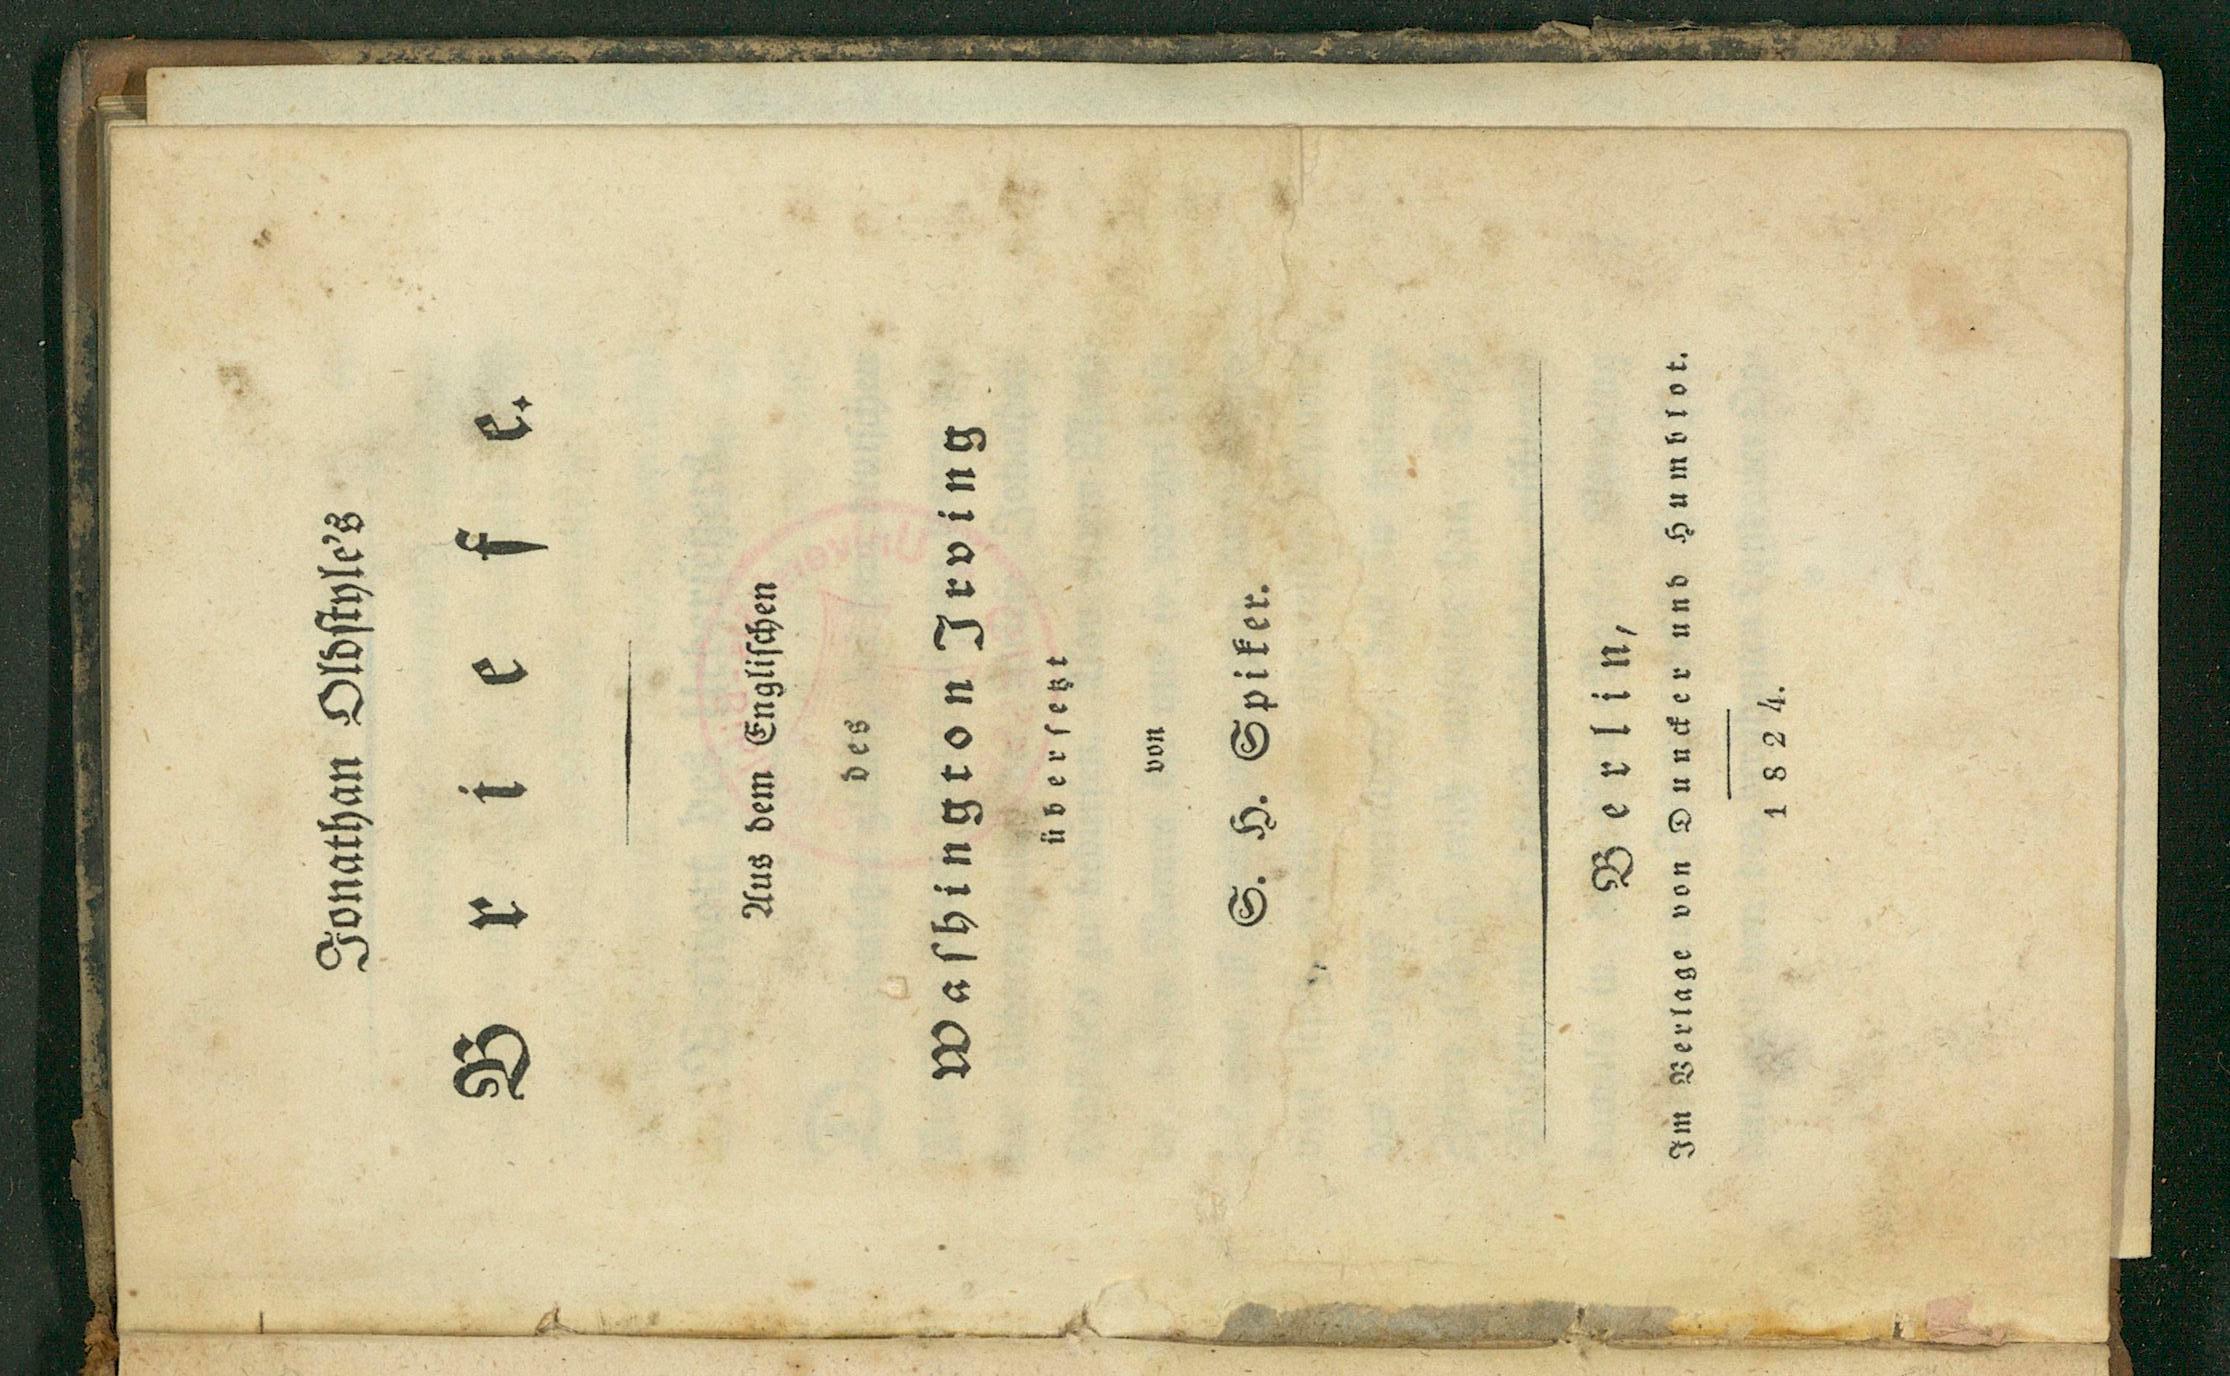 Jonathan Oldſtyle's
Briefe.
Aus dem Engliſchen
des
Waſhington Irving
überſetzt
von
S. H. Spiker.
Berlin,
Im Verlage von Duncker und Humblot.
1824.